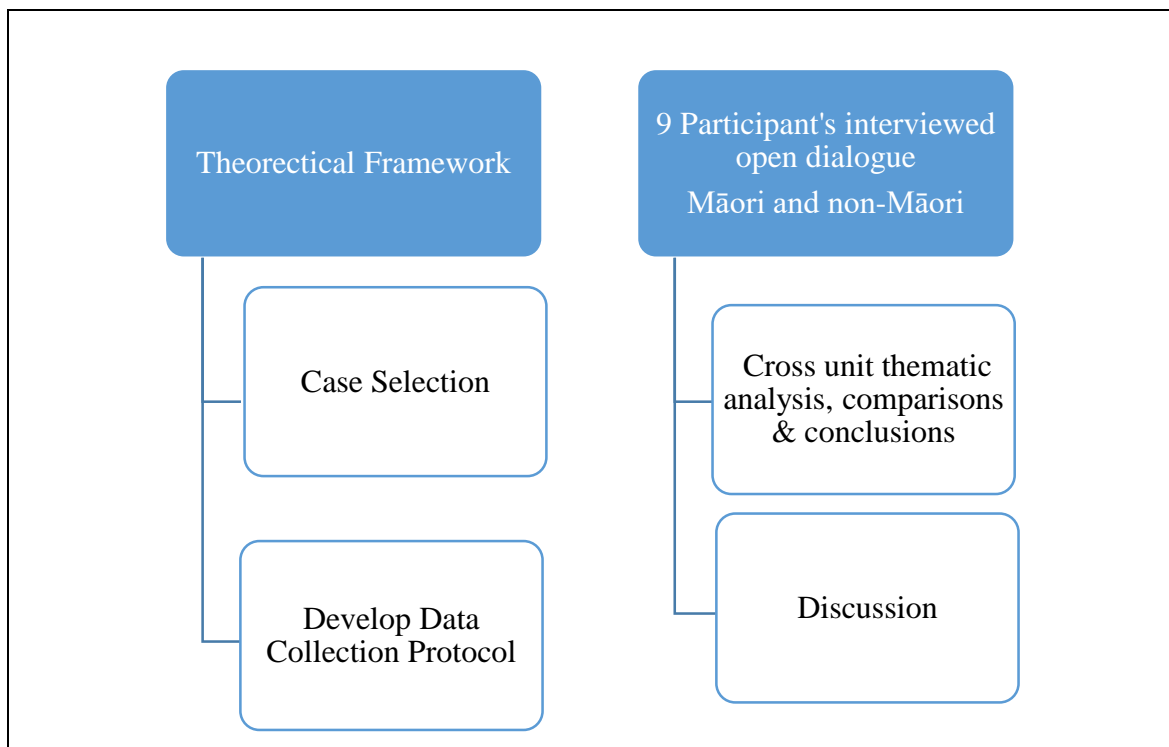 Theorectical Framework
Case Selection
Develop Data
Collection Protocol
9 Participant's interviewed
open dialogue
Māori and non-Māori
Cross unit thematic
analysis, comparisons
& conclusions
Discussion